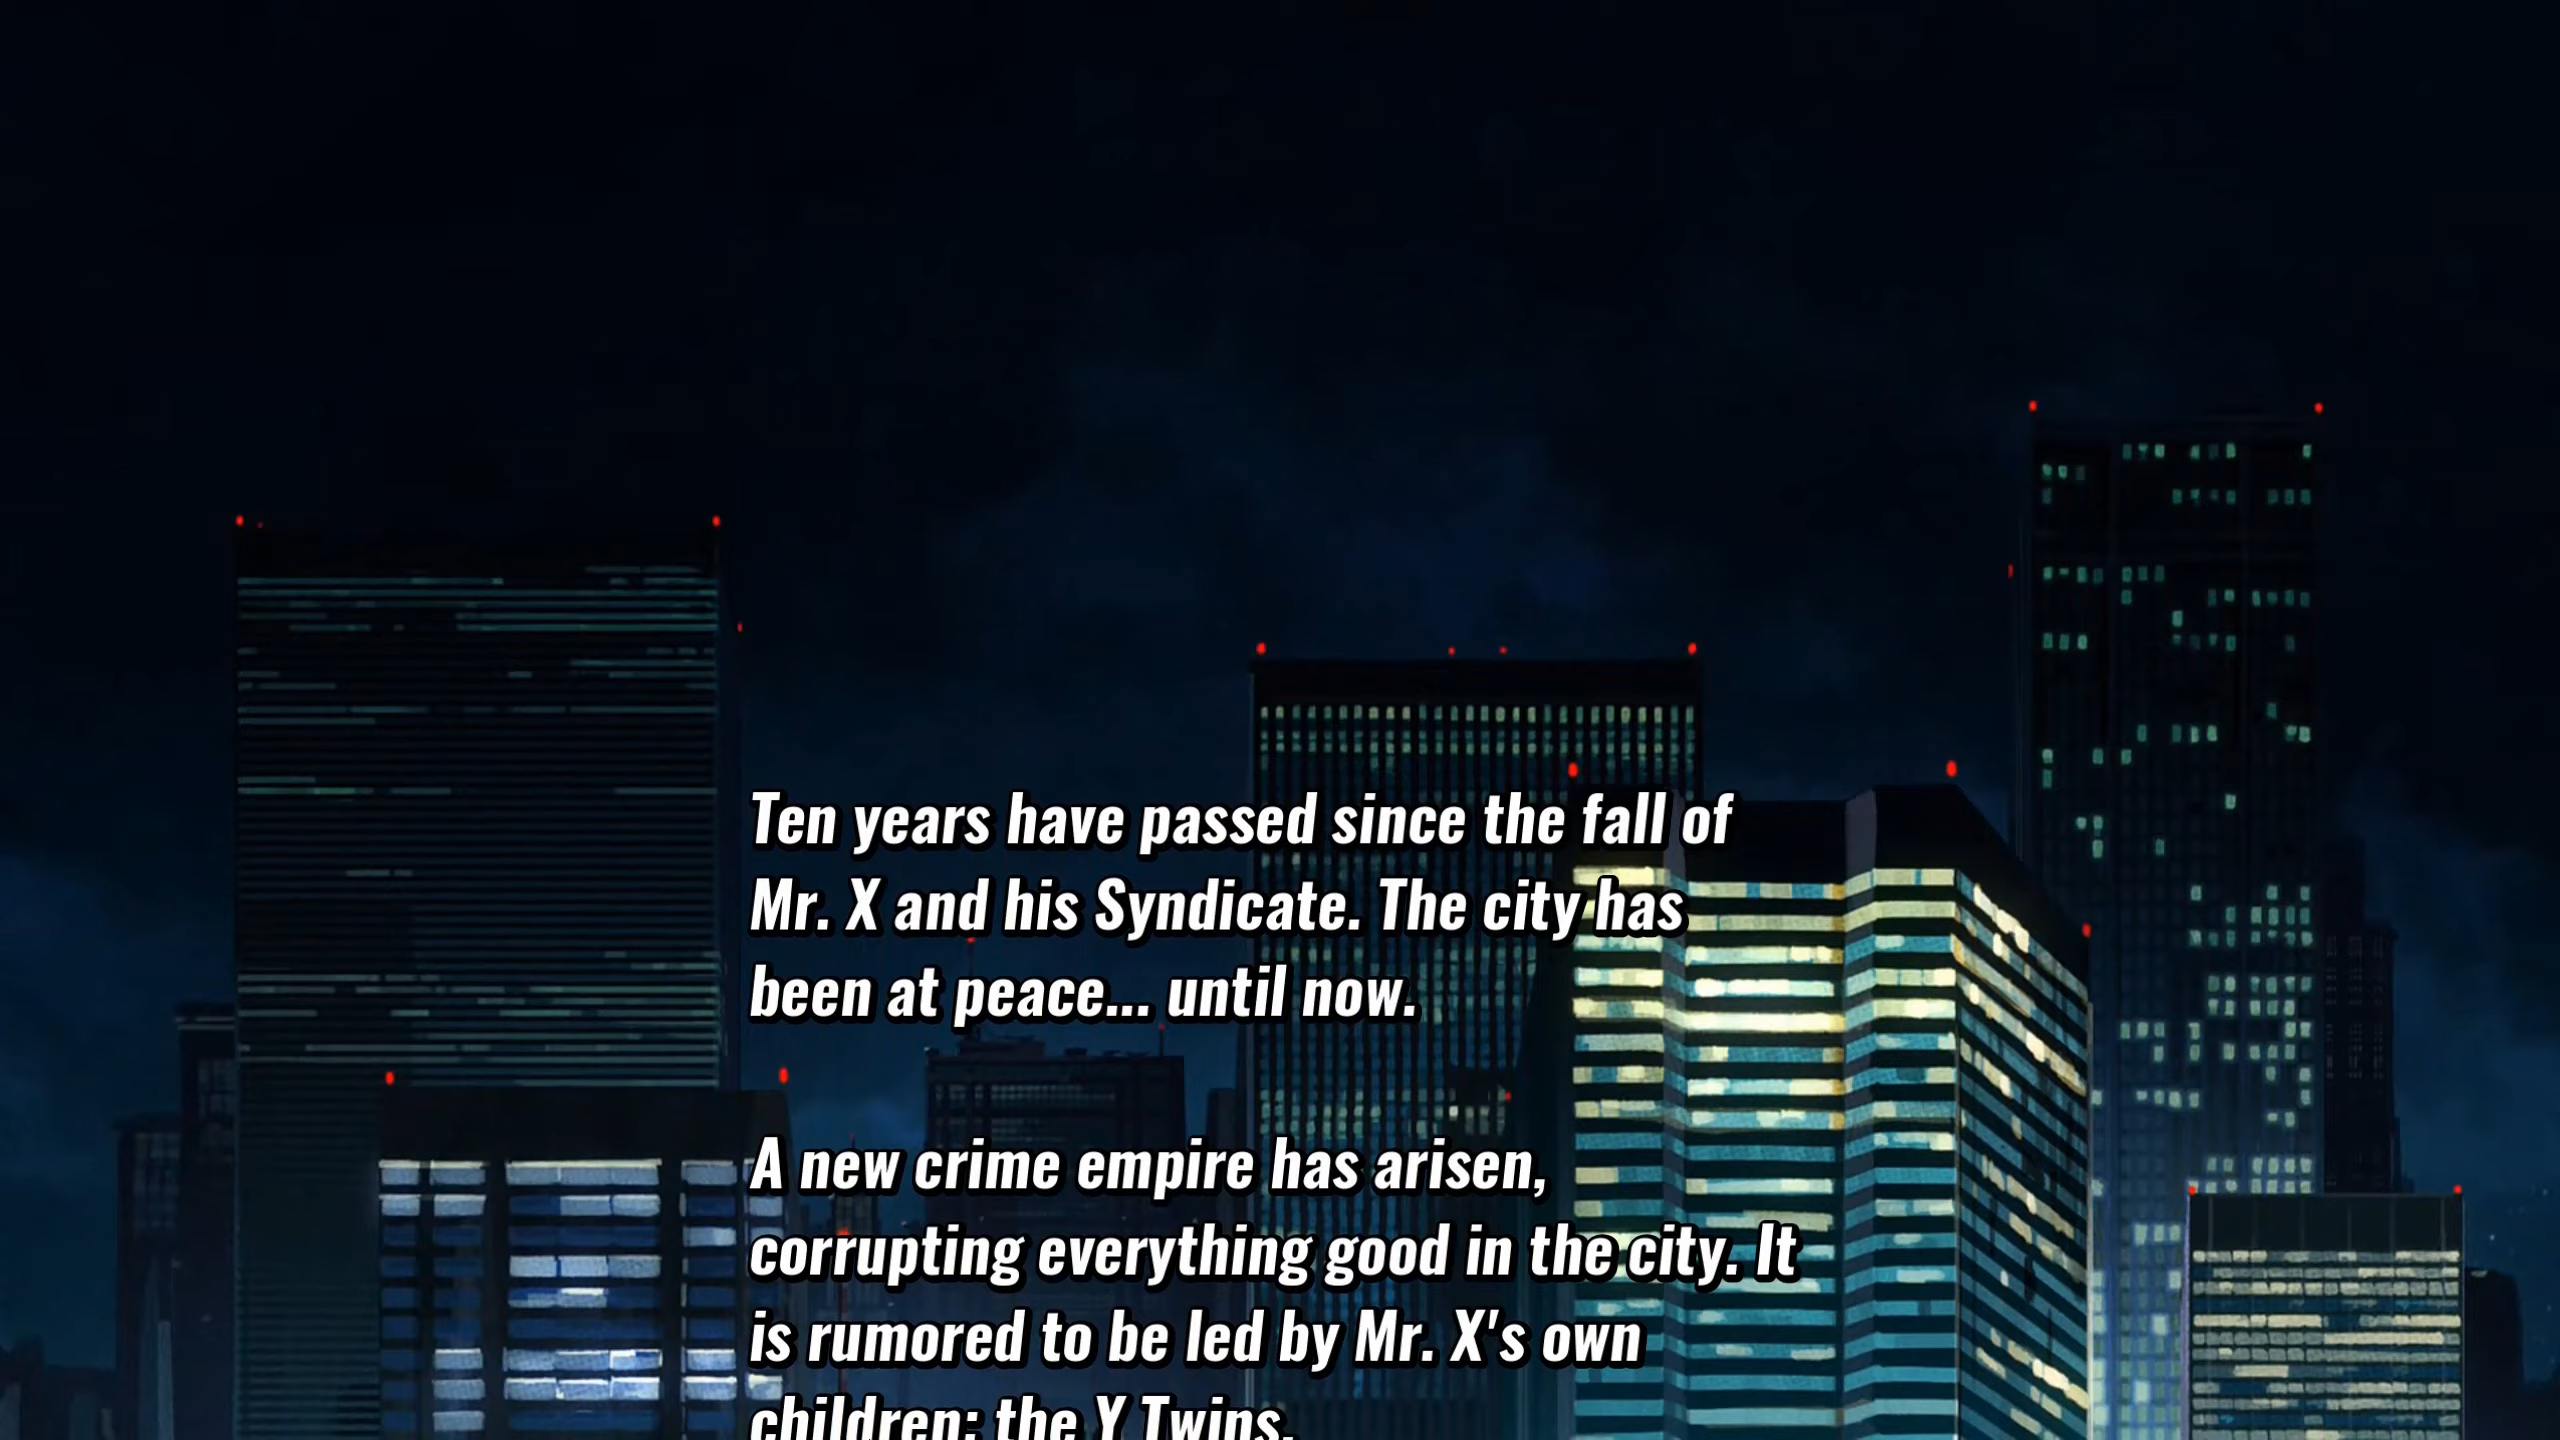 Ten years have passed since the fall of
Mr. X and his Syndicate. The city has
been at peace... until now.
A new crime empire has arisen,
corrupting everything good in the city. It
is rumored to be led by Mr. X's own
children: the Y Twins.